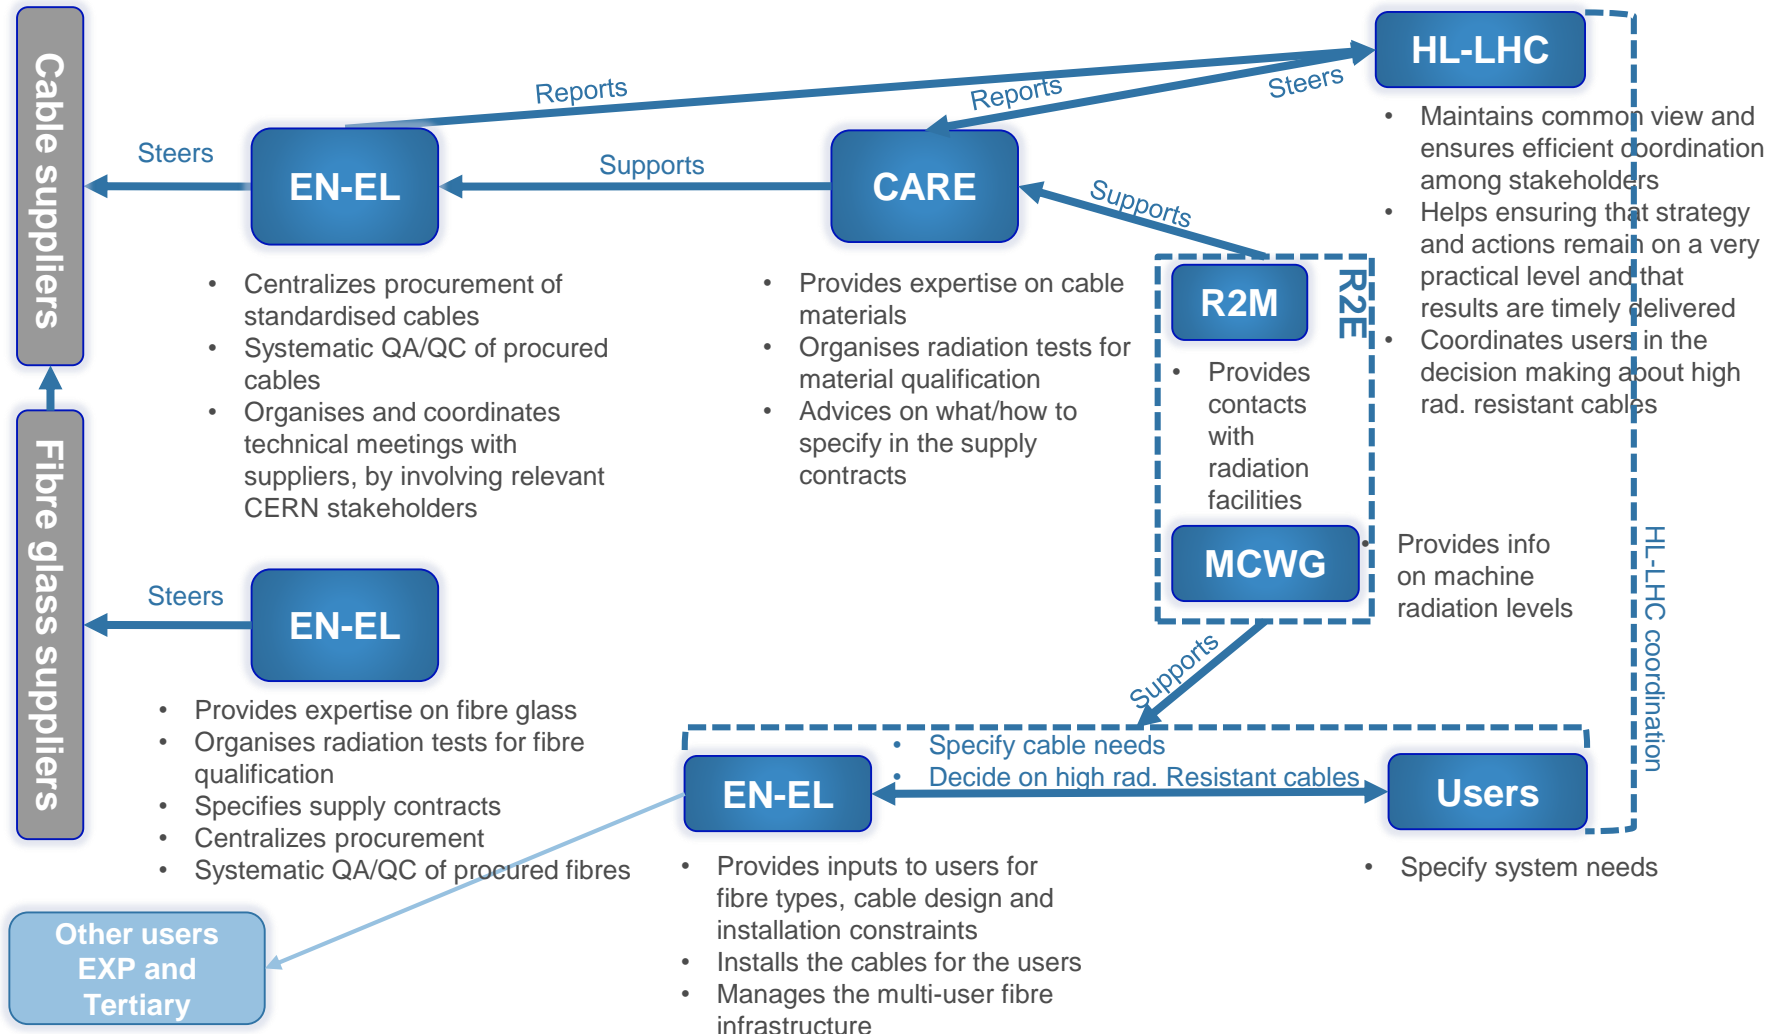 Cable suppliers
Fibre glass suppliers
HL-LHC
Reports
Reports
Steers
Steers
EN-EL
Supports
CARE
Supports
• Maintains common view and
ensures efficient coordination
among stakeholders
• Helps ensuring that strategy
and actions remain on a very
practical level and that
results are timely delivered
• Coordinates users in the
decision making about high
rad. resistant cables
• Centralizes procurement of
standardised cables
• Systematic QA/QC of procured
cables
• Organises and coordinates
technical meetings with
suppliers, by involving relevant
CERN stakeholders
• Provides expertise on cable
materials
• Organises radiation tests for
material qualification
• Advices on what/how to
specify in the supply
contracts
R2M
R2E
• Provides
contacts
with
radiation
facilities
MCWG
• Provides info
on machine
radiation levels
HL-LHC coordination
Steers
EN-EL
Supports
• Provides expertise on fibre glass
• Organises radiation tests for fibre
qualification
• Specifies supply contracts
• Centralizes procurement
• Systematic QA/QC of procured fibres
• Specify cable needs
• Decide on high rad. Resistant cables
EN-EL
Users
• Provides inputs to users for
fibre types, cable design and
installation constraints
• Installs the cables for the users
• Manages the multi-user fibre
infrastructure
• Specify system needs
Other users
EXP and
Tertiary